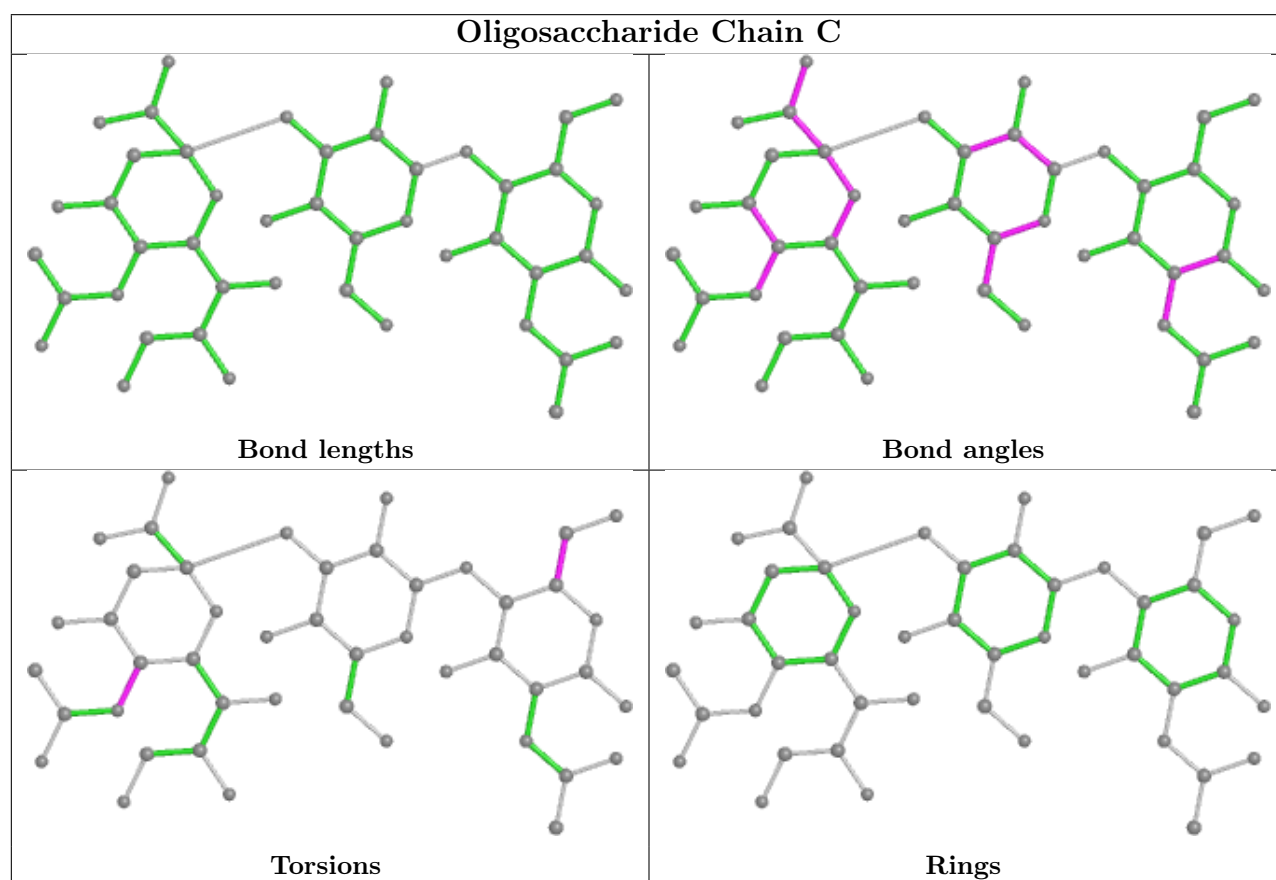 Oligosaccharide Chain C
Bond lengths
Bond angles
Torsions
Rings